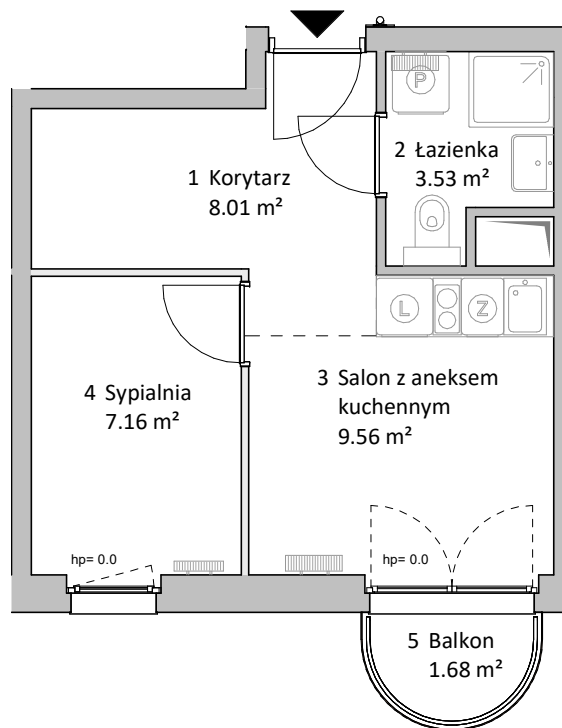 P
2 Łazienka
3.53 m²
1 Korytarz
8.01 m²
L
Z
3 Salon z aneksem
kuchennym
9.56 m²
4 Sypialnia
7.16 m²
hp= 0.0
hp= 0.0
5 Balkon
1.68 m²